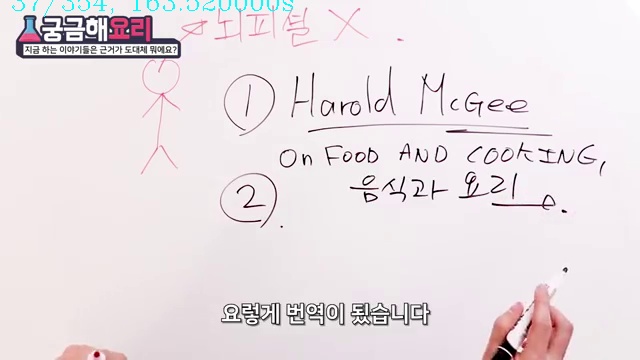 37/354, 163.520000s
궁금해요리
지금 하는 이야기들은 근거가 도대체 뭐에요?
뇌피셜 X .
① Harold McGee
ON FOOD AND COOKING,
음식과 요리.
② .
요렇게 번역이 됐습니다